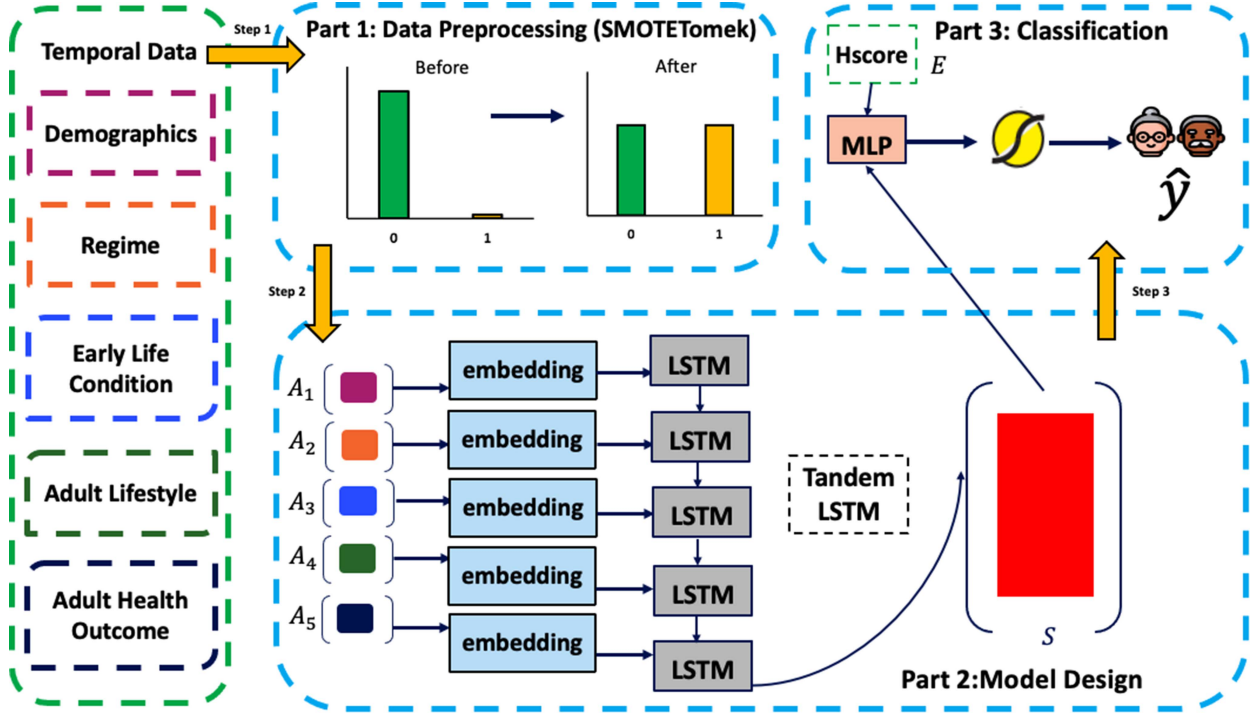 Temporal Data
Demographics
Regime
Early Life
Condition
Adult Lifestyle
Adult Health
Outcome
Step 1
Part 1: Data Preprocessing (SMOTETomek)
Before
After
0
1
0
1
Step 2
A1
embedding
LSTM
A2
embedding
LSTM
A3
embedding
LSTM
A4
embedding
LSTM
A5
embedding
LSTM
Tandem
LSTM
S
Part 2:Model Design
Step 3
Part 3: Classification
Hscore
E
MLP
ŷ